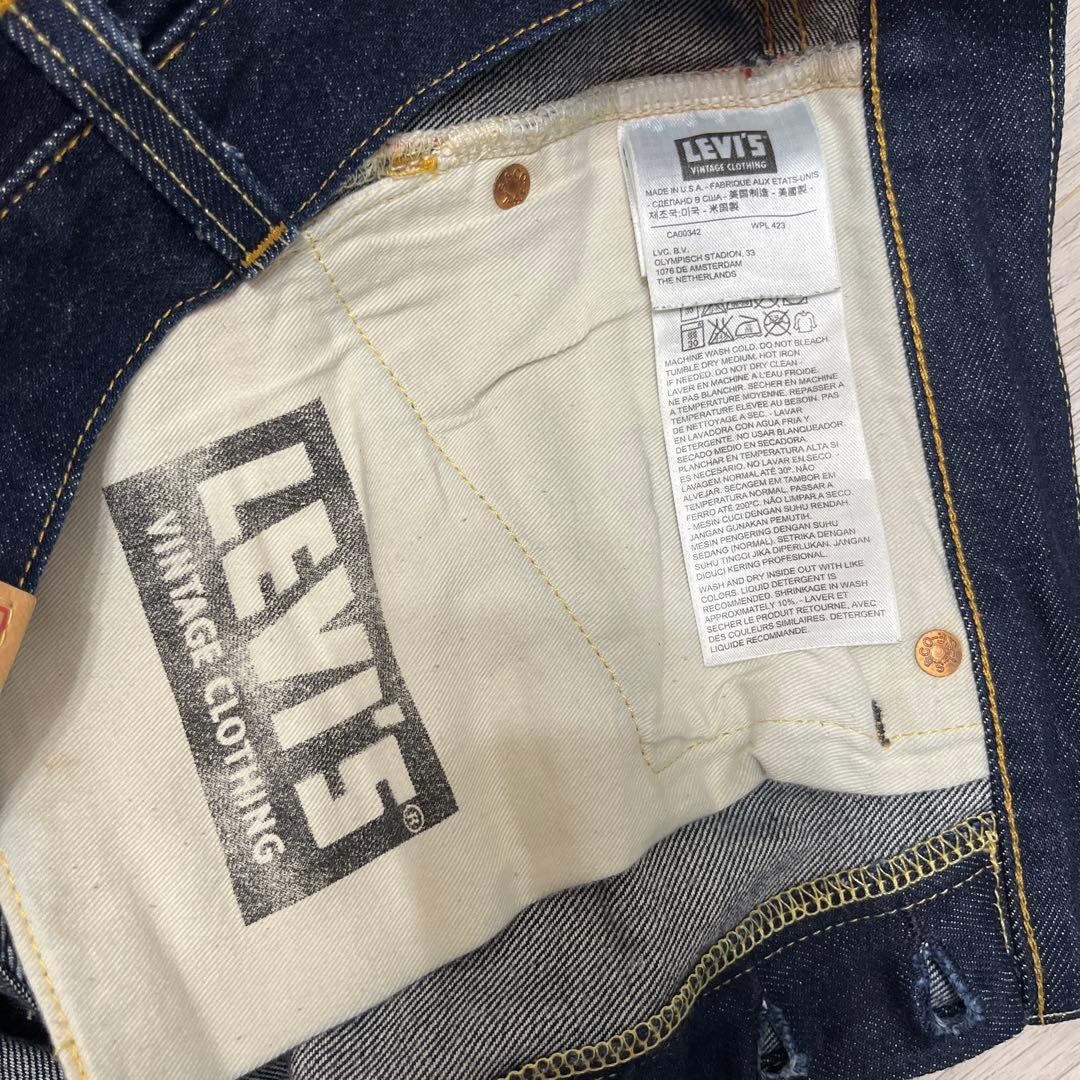 LEVI'S
VINTAGE CLOTHING
MADE IN U.S.A. - FABRIQUE AUX ETATS-UNIS
- СДЕЛАНО В США - 美国制造 - 美國製 -
제조국:미국 - 米国製
CA00342 WPL 423
LVC. B.V.
OLYMPISCH STADION, 33
1076 DE AMSTERDAM
THE NETHERLANDS
30
MACHINE WASH COLD. DO NOT BLEACH.
TUMBLE DRY MEDIUM. HOT IRON
IF NEEDED. DO NOT DRY CLEAN -
LAVER EN MACHINE A L'EAU FROIDE.
NE PAS BLANCHIR. SECHER EN MACHINE
A TEMPERATURE MOYENNE. REPASSER A
TEMPERATURE ELEVEE AU BESOIN. PAS
DE NETTOYAGE A SEC. - LAVAR
EN LAVADORA CON AGUA FRIA Y
DETERGENTE. NO USAR BLANQUEADOR.
SECADO MEDIO EN SECADORA.
PLANCHAR EN TEMPERATURA ALTA SI
ES NECESARIO. NO LAVAR EN SECO. -
LAVAGEM NORMAL ATÉ 30º. NÃO
ALVEJAR. SECAGEM EM TAMBOR EM
TEMPERATURA NORMAL. PASSAR A
FERRO ATÉ 200ºC. NÃO LIMPAR A SECO.
- MESIN CUCI DENGAN SUHU RENDAH.
JANGAN GUNAKAN PEMUTIH.
MESIN PENGERING DENGAN SUHU
SEDANG (NORMAL). SETRIKA DENGAN
SUHU TINGGI JIKA DIPERLUKAN. JANGAN
DICUCI KERING PROFESIONAL.
WASH AND DRY INSIDE OUT WITH LIKE
COLORS. LIQUID DETERGENT IS
RECOMMENDED. SHRINKAGE IN WASH
APPROXIMATELY 10%. - LAVER ET
SECHER LE PRODUIT RETOURNE, AVEC
DES COULEURS SIMILAIRES. DETERGENT
LIQUIDE RECOMMANDE.
LEVI'S®
VINTAGE CLOTHING